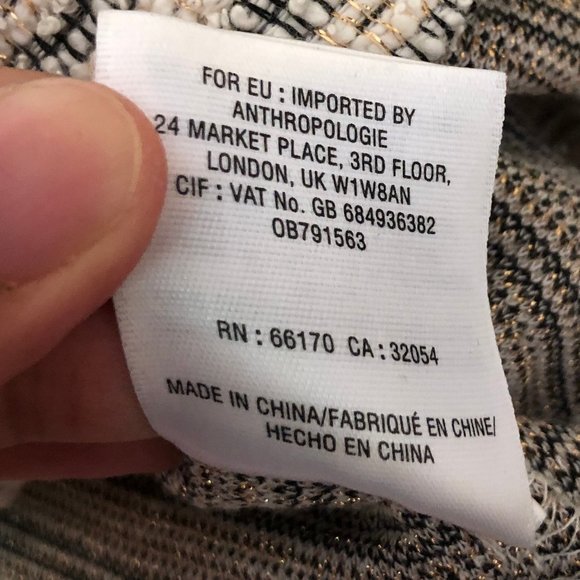 FOR EU : IMPORTED BY
ANTHROPOLOGIE
24 MARKET PLACE, 3RD FLOOR,
LONDON, UK W1W8AN
CIF : VAT No. GB 684936382
OB791563
RN : 66170 CA : 32054
MADE IN CHINA/FABRIQUÉ EN CHINE/
HECHO EN CHINA